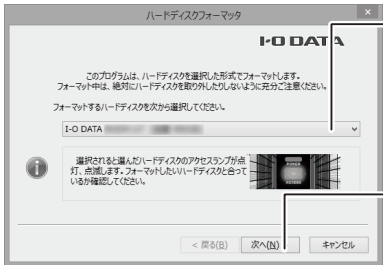 ハードディスクフォーマッタ
I-O DATA
このプログラムは、ハードディスクを選択した形式でフォーマットします。
フォーマット中は、絶対にハードディスクを取り外したりしないように充分ご注意ください。
フォーマットするハードディスクを次から選択してください。
I-O DATA
選択されると選んだハードディスクのアクセスランプが点
灯、点滅します。フォーマットしたいハードディスクと合って
いるか確認してください。
POWER
ACCESS
< 戻る(B)
次へ(N)
キャンセル